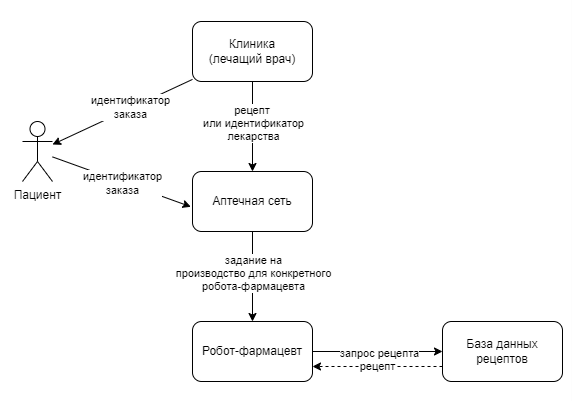 Клиника
(лечащий врач)
идентификатор
заказа
рецепт
или идентификатор
лекарства
Пациент
идентификатор
заказа
Аптечная сеть
задание на
производство для конкретного
робота-фармацевта
Робот-фармацевт
запрос рецепта
рецепт
База данных
рецептов